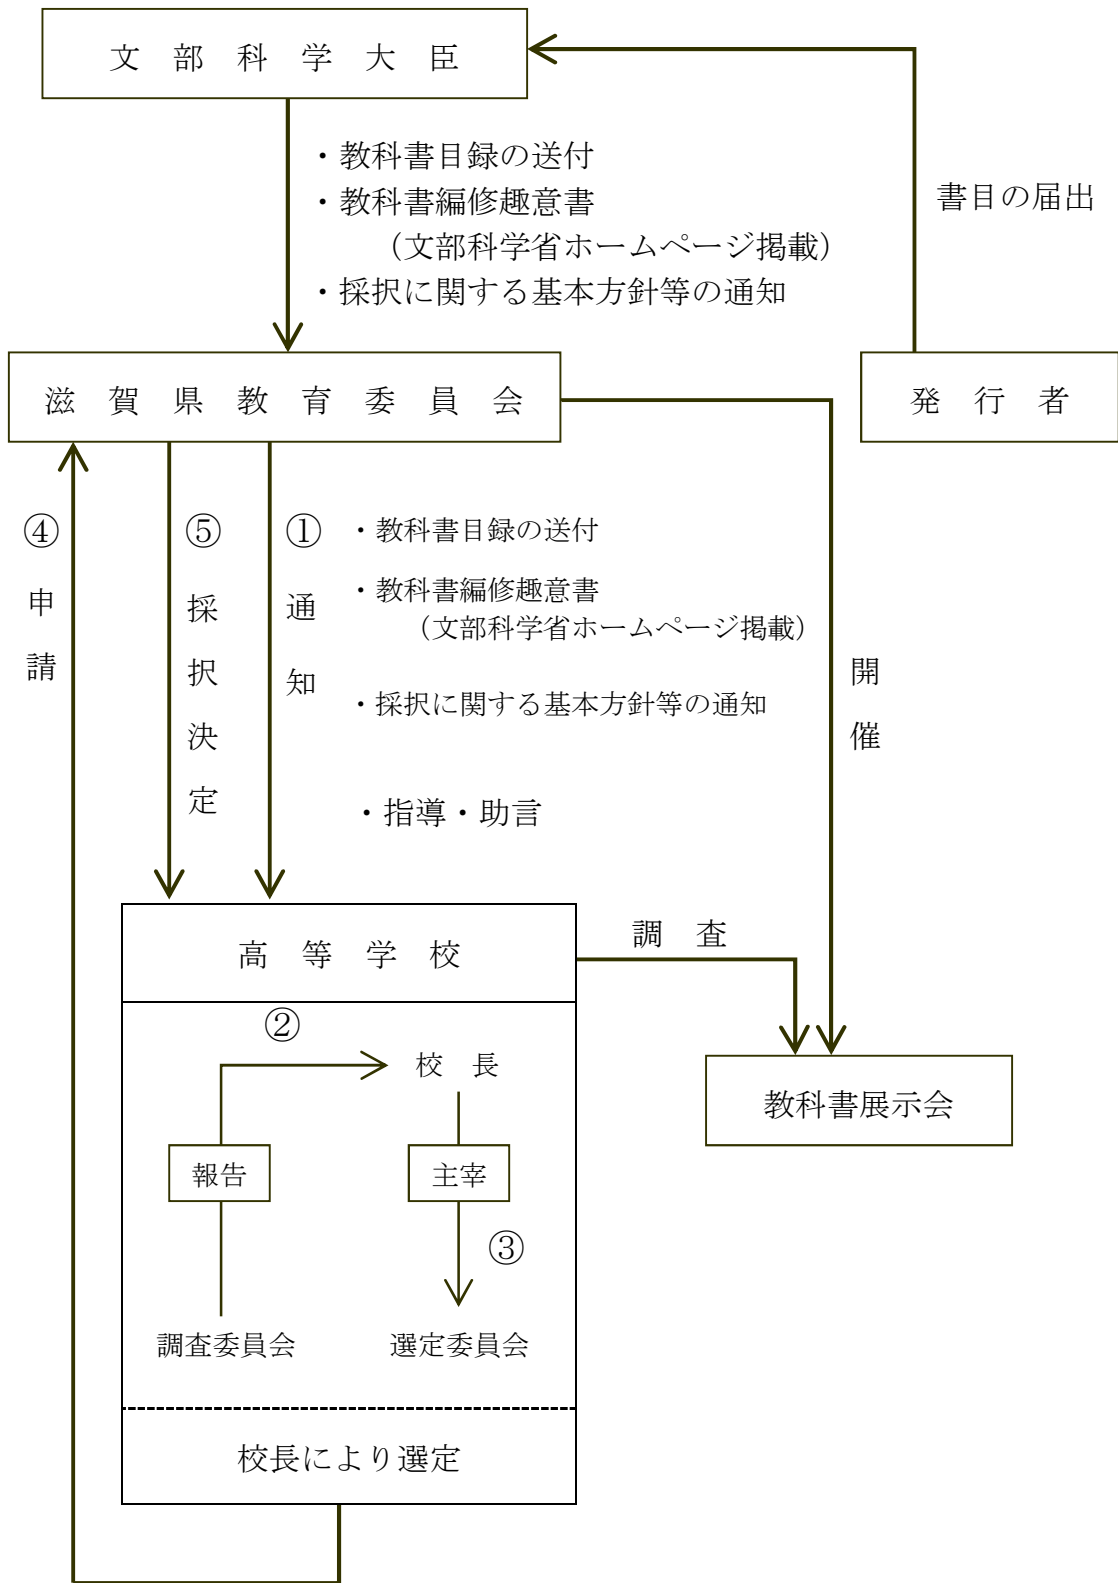 文部科学大臣
・教科書目録の送付
・教科書編修趣意書
（文部科学省ホームページ掲載）
・採択に関する基本方針等の通知
書目の届出
滋賀県教育委員会
発行者
④申請
⑤採択決定
①通知
・教科書目録の送付
・教科書編修趣意書
（文部科学省ホームページ掲載）
・採択に関する基本方針等の通知
・指導・助言
開催
高等学校
調査
②
校長
報告
主宰
③
調査委員会
選定委員会
教科書展示会
校長により選定